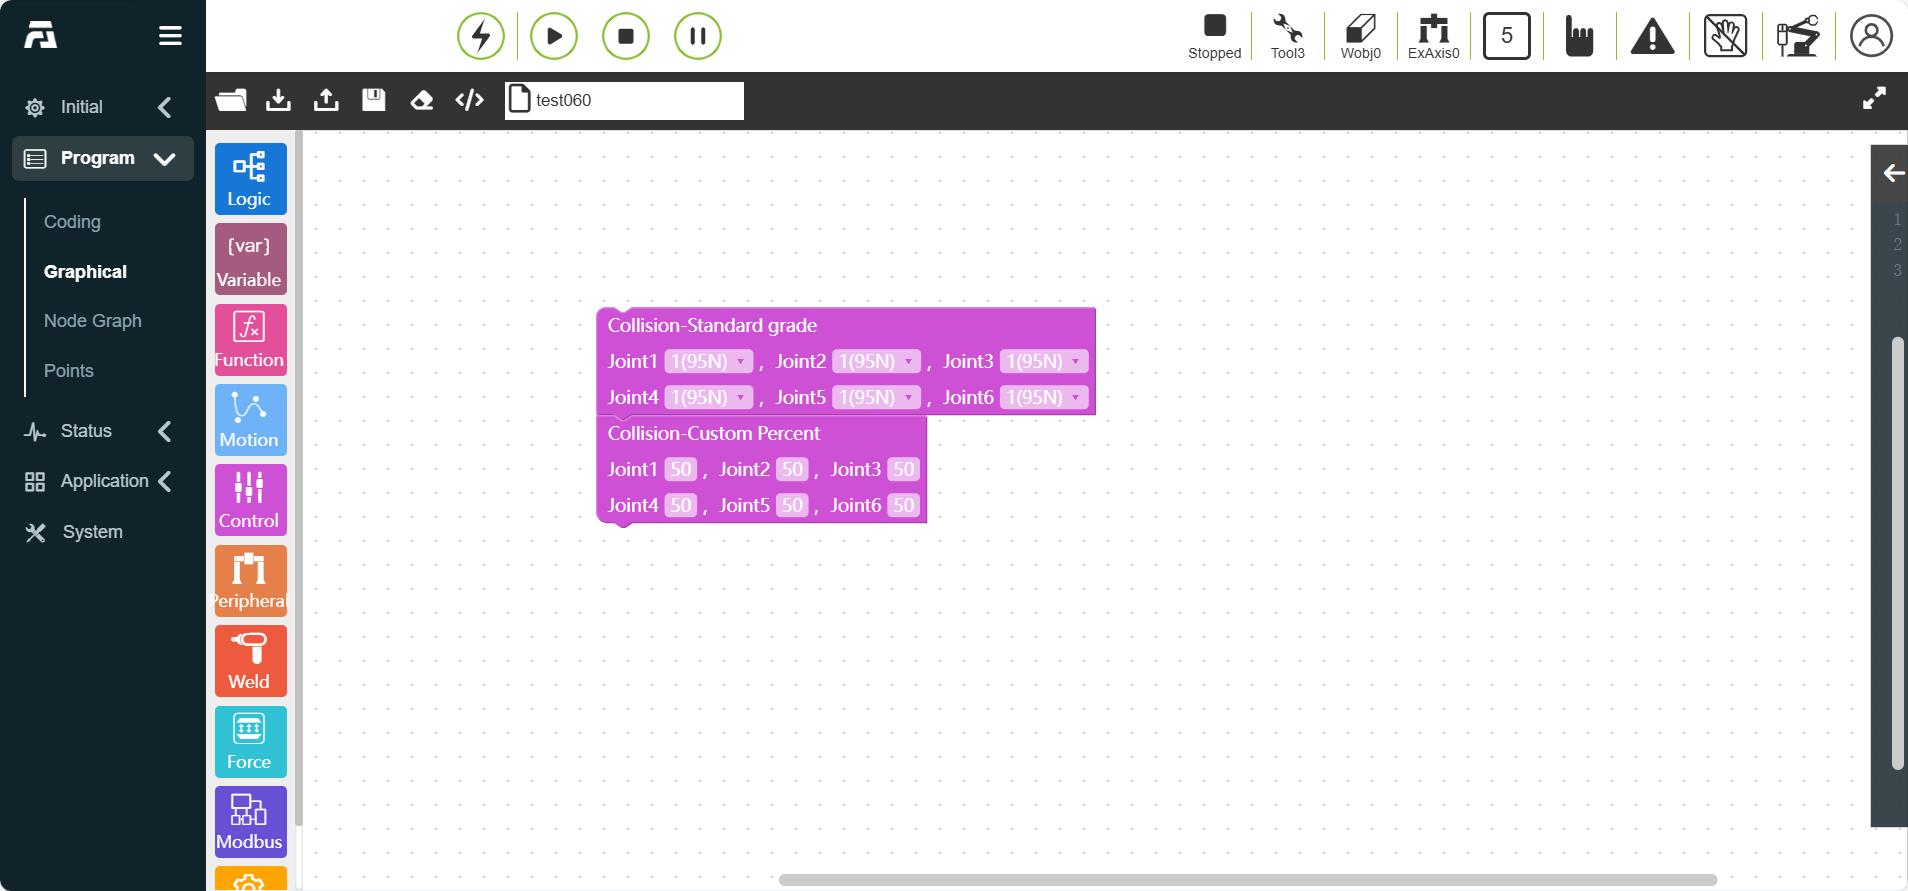 Stopped
Tool3
Wobj0
ExAxis0
5
Initial
Program
Coding
Graphical
Node Graph
Points
Status
Application
System
test060
Logic
{var}
Variable
fx
Function
Motion
Control
Peripheral
Weld
Force
Modbus
Collision-Standard grade
Joint1 1(95N) , Joint2 1(95N) , Joint3 1(95N)
Joint4 1(95N) , Joint5 1(95N) , Joint6 1(95N)
Collision-Custom Percent
Joint1 50 , Joint2 50 , Joint3 50
Joint4 50 , Joint5 50 , Joint6 50
1
2
3